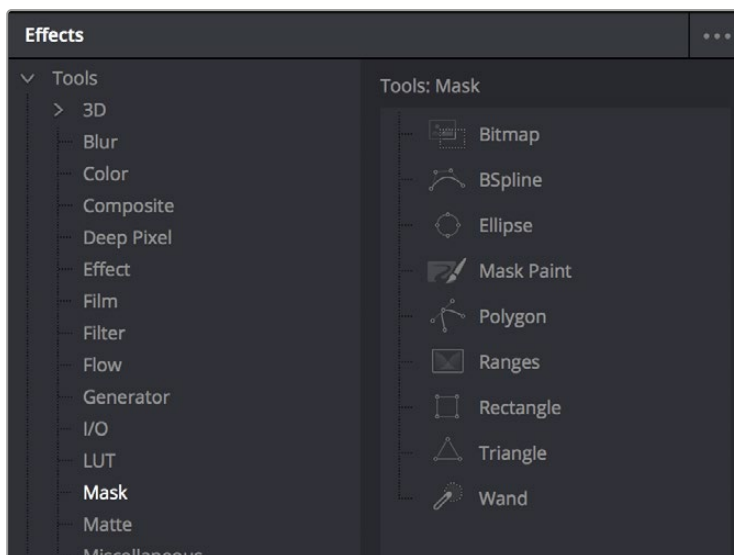 Effects
Tools
3D
Blur
Color
Composite
Deep Pixel
Effect
Film
Filter
Flow
Generator
I/O
LUT
Mask
Matte
Miscellaneous
Tools: Mask
Bitmap
BSpline
Ellipse
Mask Paint
Polygon
Ranges
Rectangle
Triangle
Wand